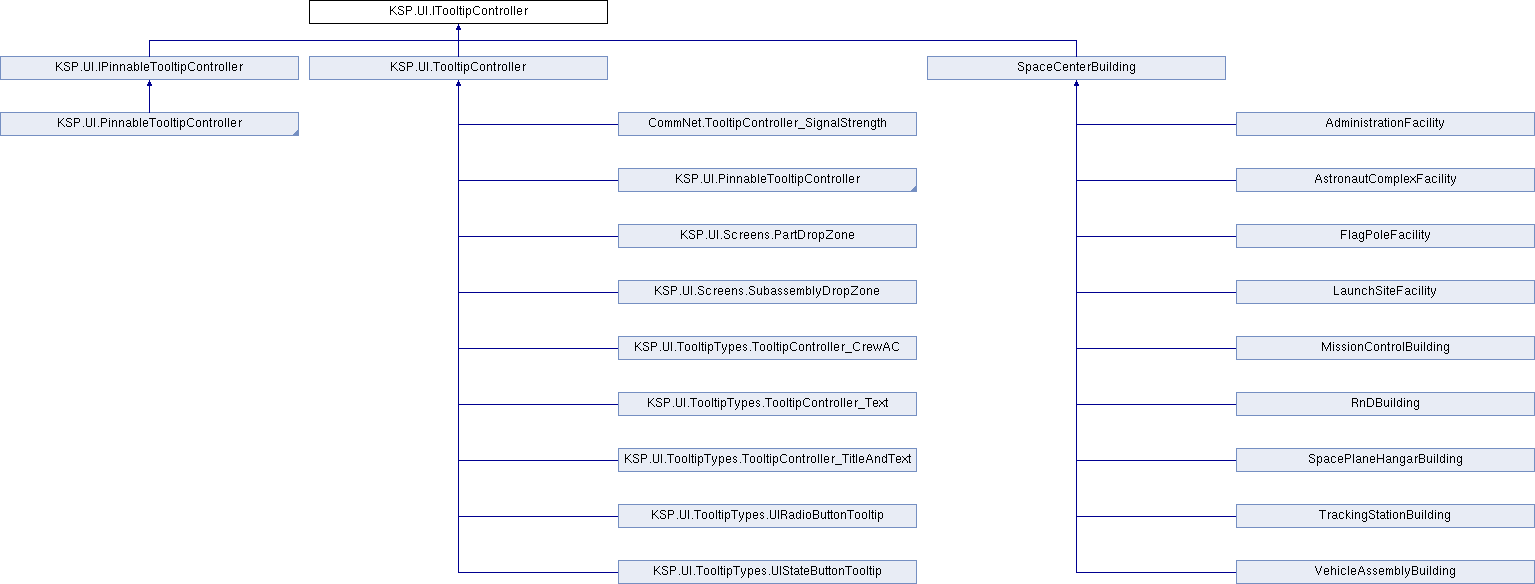 KSP.UI.ITooltipController
KSP.UI.IPinnableTooltipController
KSP.UI.TooltipController
SpaceCenterBuilding
KSP.UI.PinnableTooltipController
CommNet.TooltipController_SignalStrength
AdministrationFacility
KSP.UI.PinnableTooltipController
AstronautComplexFacility
KSP.UI.Screens.PartDropZone
FlagPoleFacility
KSP.UI.Screens.SubassemblyDropZone
LaunchSiteFacility
KSP.UI.TooltipTypes.TooltipController_CrewAC
MissionControlBuilding
KSP.UI.TooltipTypes.TooltipController_Text
RnDBuilding
KSP.UI.TooltipTypes.TooltipController_TitleAndText
SpacePlaneHangarBuilding
KSP.UI.TooltipTypes.UIRadioButtonTooltip
TrackingStationBuilding
KSP.UI.TooltipTypes.UIStateButtonTooltip
VehicleAssemblyBuilding